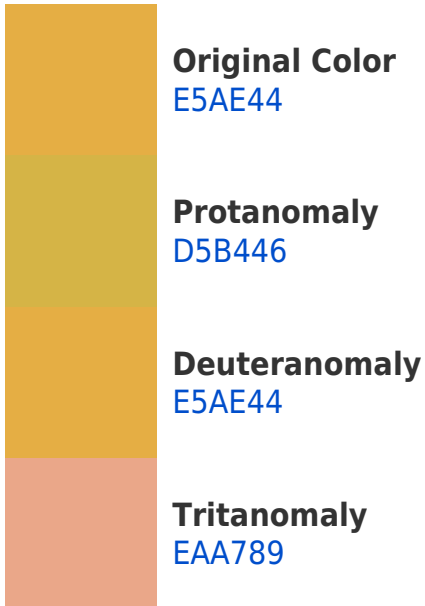 Original Color
E5AE44
Protanomaly
D5B446
Deuteranomaly
E5AE44
Tritanomaly
EAA789